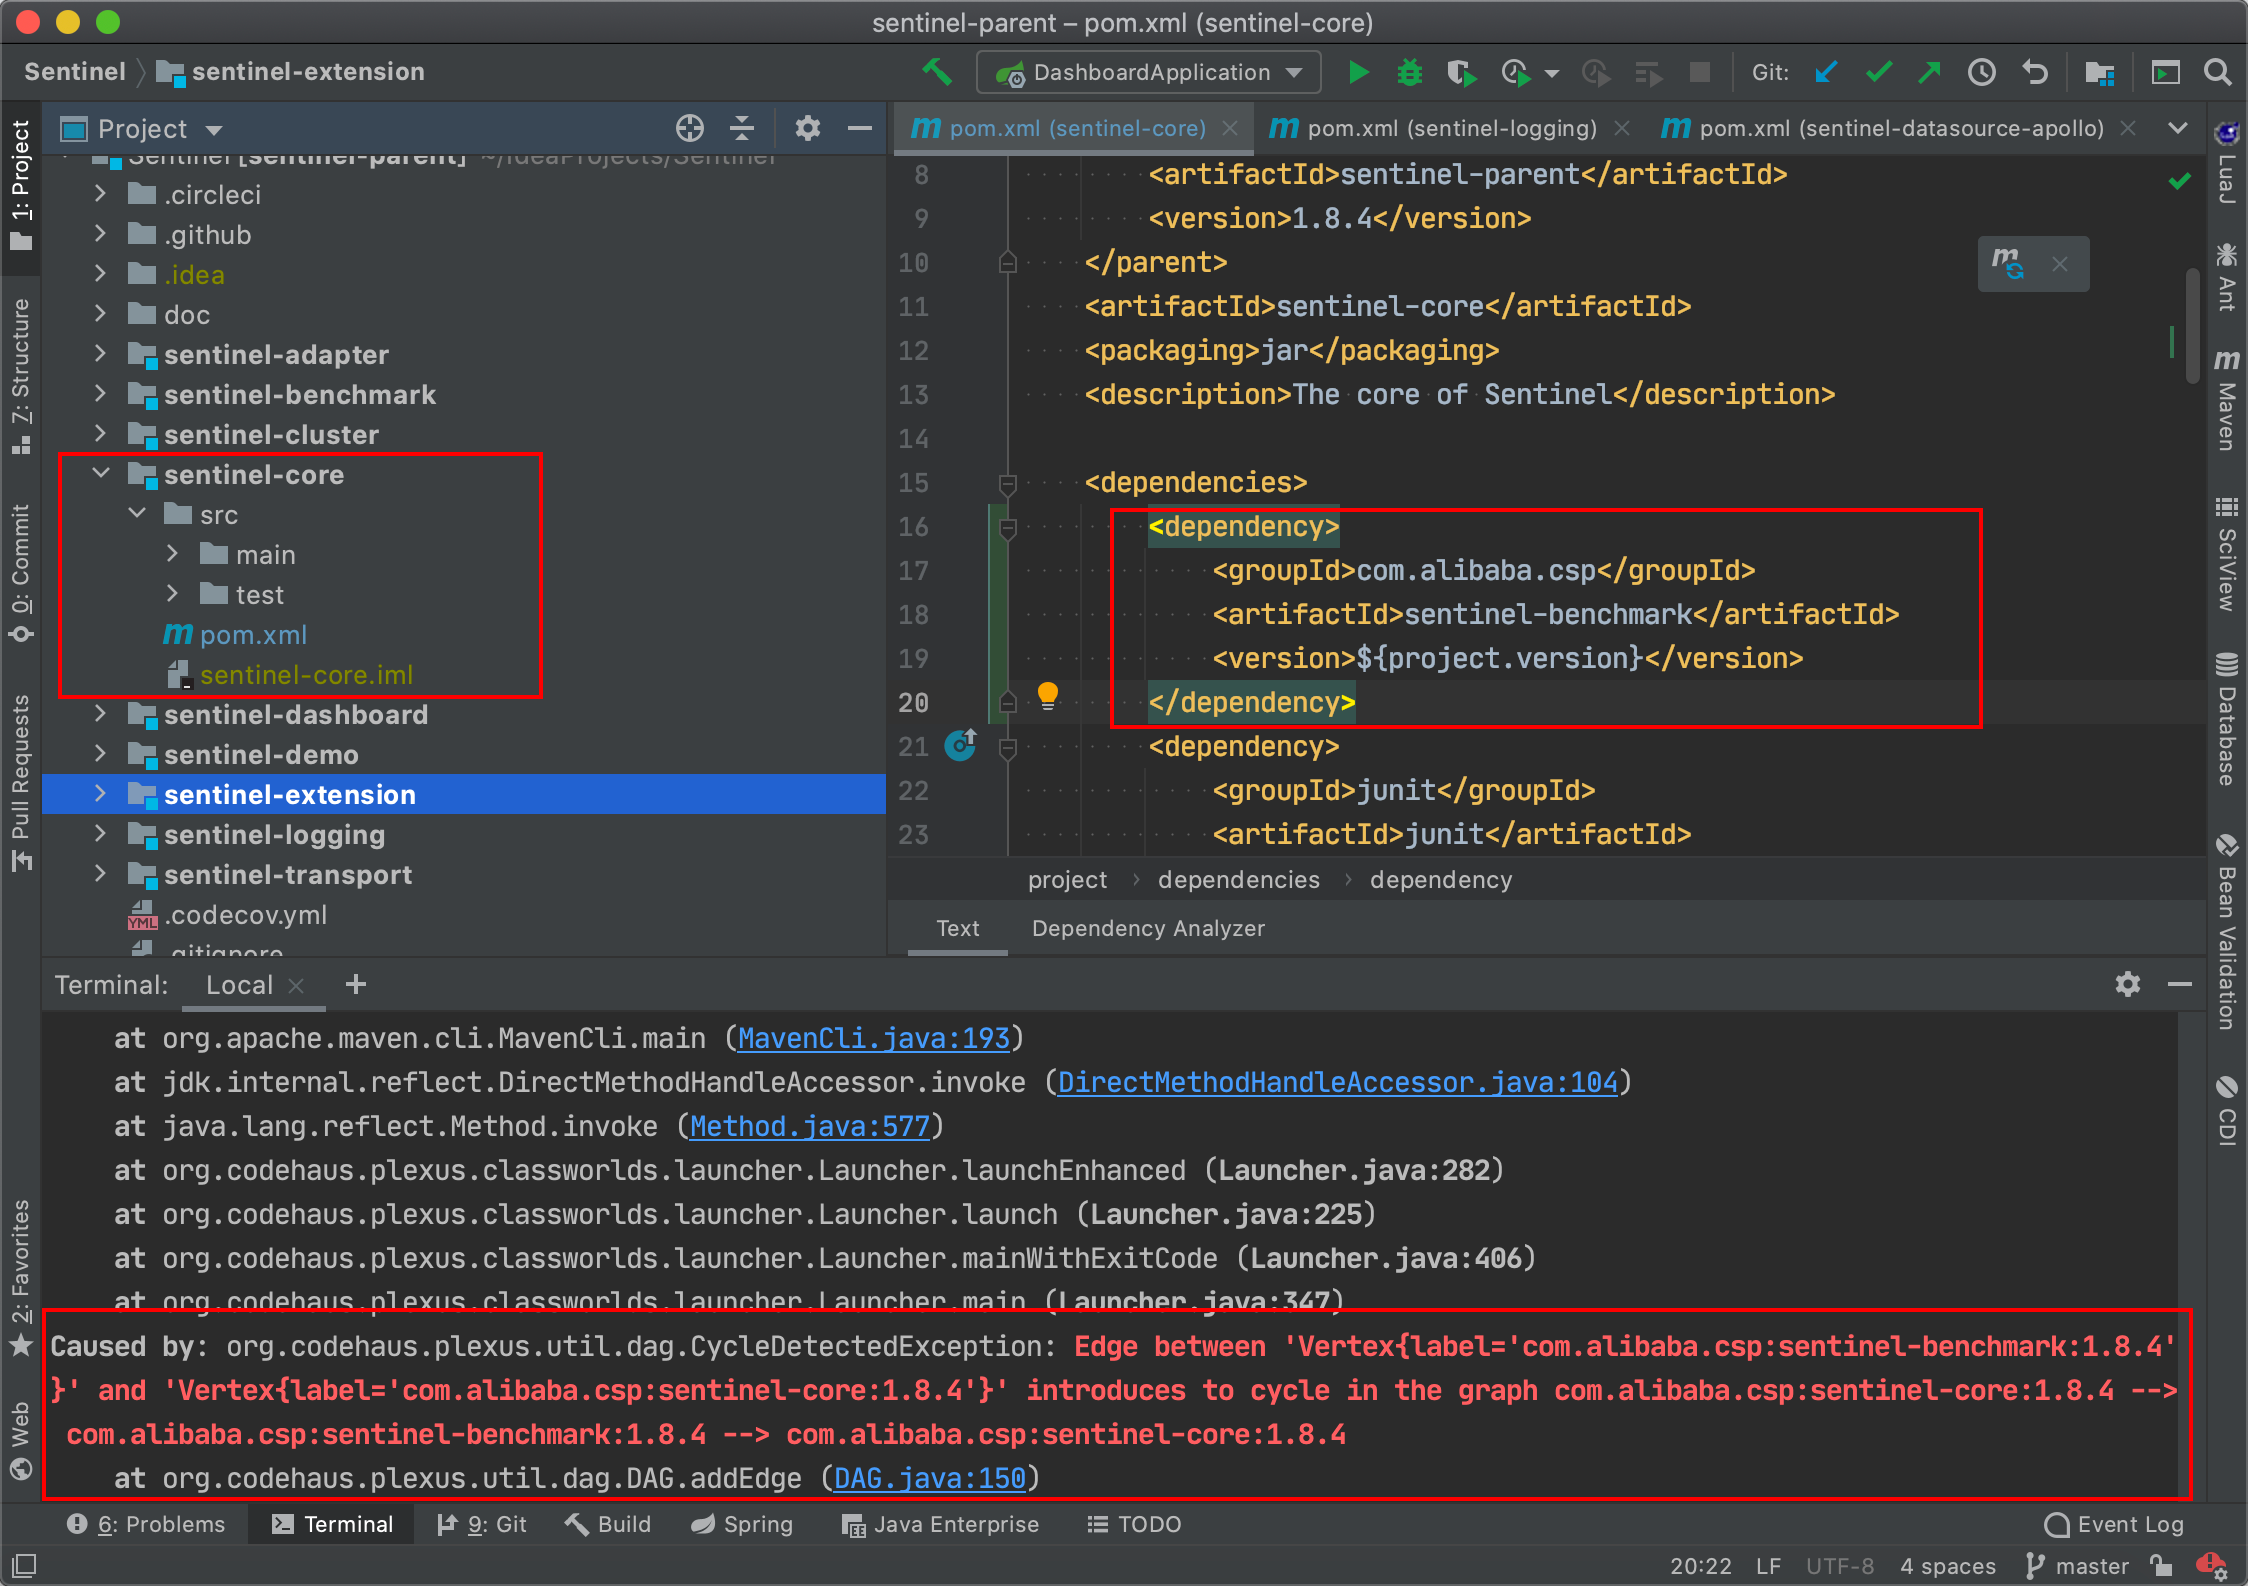 sentinel-parent – pom.xml (sentinel-core)
Sentinel sentinel-extension
DashboardApplication
Git:
1: Project
7: Structure
0: Commit
Pull Requests
2: Favorites
Web
Project
Sentinel [sentinel-parent] ~/IdeaProjects/Sentinel
.circleci
.github
.idea
doc
sentinel-adapter
sentinel-benchmark
sentinel-cluster
sentinel-core
src
main
test
pom.xml
sentinel-core.iml
sentinel-dashboard
sentinel-demo
sentinel-extension
sentinel-logging
sentinel-transport
YML .codecov.yml
.gitignore
pom.xml (sentinel-core)
pom.xml (sentinel-logging)
pom.xml (sentinel-datasource-apollo)
8 <artifactId>sentinel-parent</artifactId>
9 <version>1.8.4</version>
10 </parent>
11 <artifactId>sentinel-core</artifactId>
12 <packaging>jar</packaging>
13 <description>The core of Sentinel</description>
14
15 <dependencies>
16 <dependency>
17 <groupId>com.alibaba.csp</groupId>
18 <artifactId>sentinel-benchmark</artifactId>
19 <version>${project.version}</version>
20 </dependency>
21 <dependency>
22 <groupId>junit</groupId>
23 <artifactId>junit</artifactId>
project › dependencies › dependency
Text
Dependency Analyzer
LuaJ
Ant
Maven
SciView
Database
Bean Validation
CDI
Terminal: Local
at org.apache.maven.cli.MavenCli.main (MavenCli.java:193)
at jdk.internal.reflect.DirectMethodHandleAccessor.invoke (DirectMethodHandleAccessor.java:104)
at java.lang.reflect.Method.invoke (Method.java:577)
at org.codehaus.plexus.classworlds.launcher.Launcher.launchEnhanced (Launcher.java:282)
at org.codehaus.plexus.classworlds.launcher.Launcher.launch (Launcher.java:225)
at org.codehaus.plexus.classworlds.launcher.Launcher.mainWithExitCode (Launcher.java:406)
at org.codehaus.plexus.classworlds.launcher.Launcher.main (Launcher.java:347)
Caused by: org.codehaus.plexus.util.dag.CycleDetectedException: Edge between 'Vertex{label='com.alibaba.csp:sentinel-benchmark:1.8.4'
}' and 'Vertex{label='com.alibaba.csp:sentinel-core:1.8.4'}' introduces to cycle in the graph com.alibaba.csp:sentinel-core:1.8.4 -->
com.alibaba.csp:sentinel-benchmark:1.8.4 --> com.alibaba.csp:sentinel-core:1.8.4
at org.codehaus.plexus.util.dag.DAG.addEdge (DAG.java:150)
6: Problems
Terminal
9: Git
Build
Spring
Java Enterprise
TODO
Event Log
20:22 LF UTF-8 4 spaces master